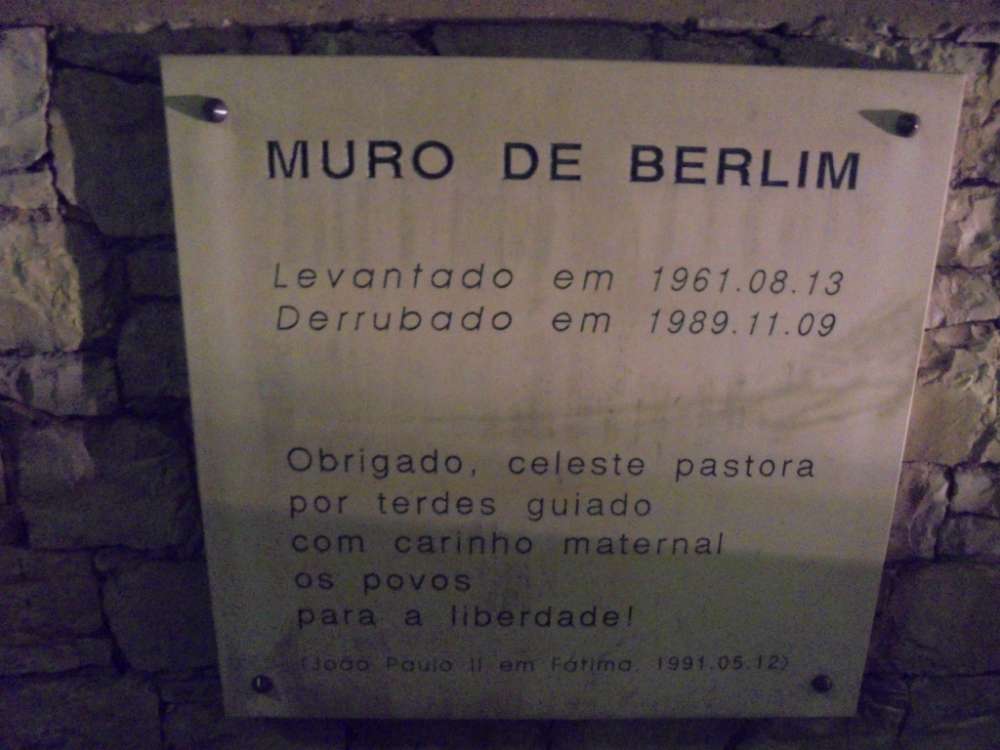 MURO DE BERLIM
Levantado em 1961.08.13
Derrubado em 1989.11.09
Obrigado, celeste pastora
por terdes guiado
com carinho maternal
os povos
para a liberdade!
(João Paulo II em Fátima. 1991.05.12)